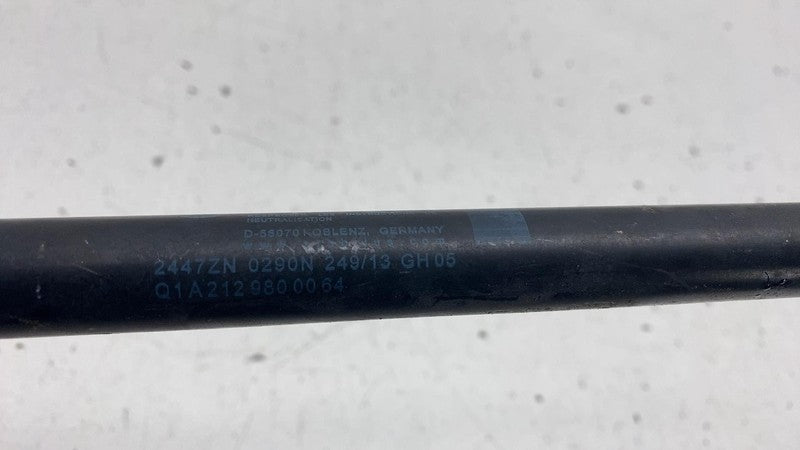 NEUTRALISATION
D-56070 KOBLENZ, GERMANY
2447ZN 0290N 249/13 GH05
Q1A2129800064